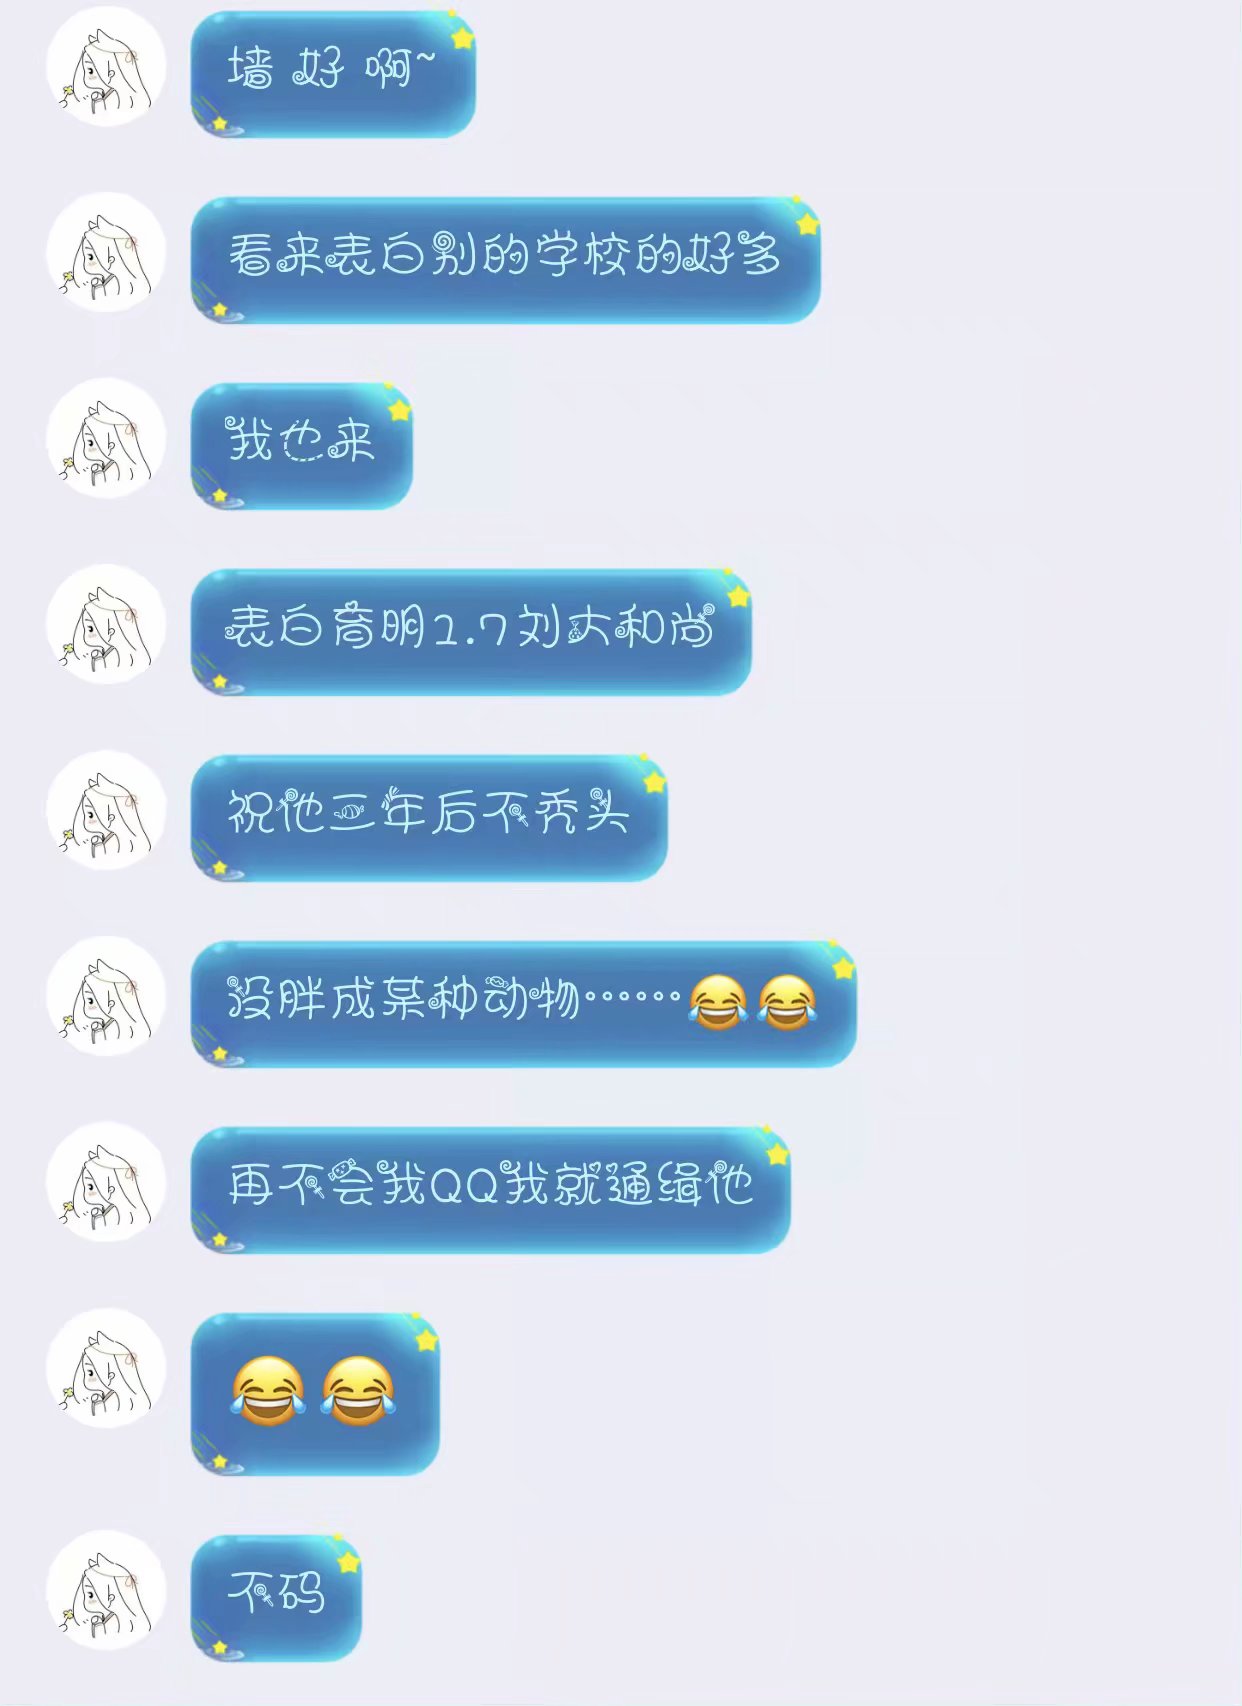 墙 好 啊~
看来表白别的学校的好多
我也来
表白育明2.7刘大和尚
祝他三年后不秃头
没胖成某种动物……😂😂
再不会我QQ我就通缉他
😂😂
不码